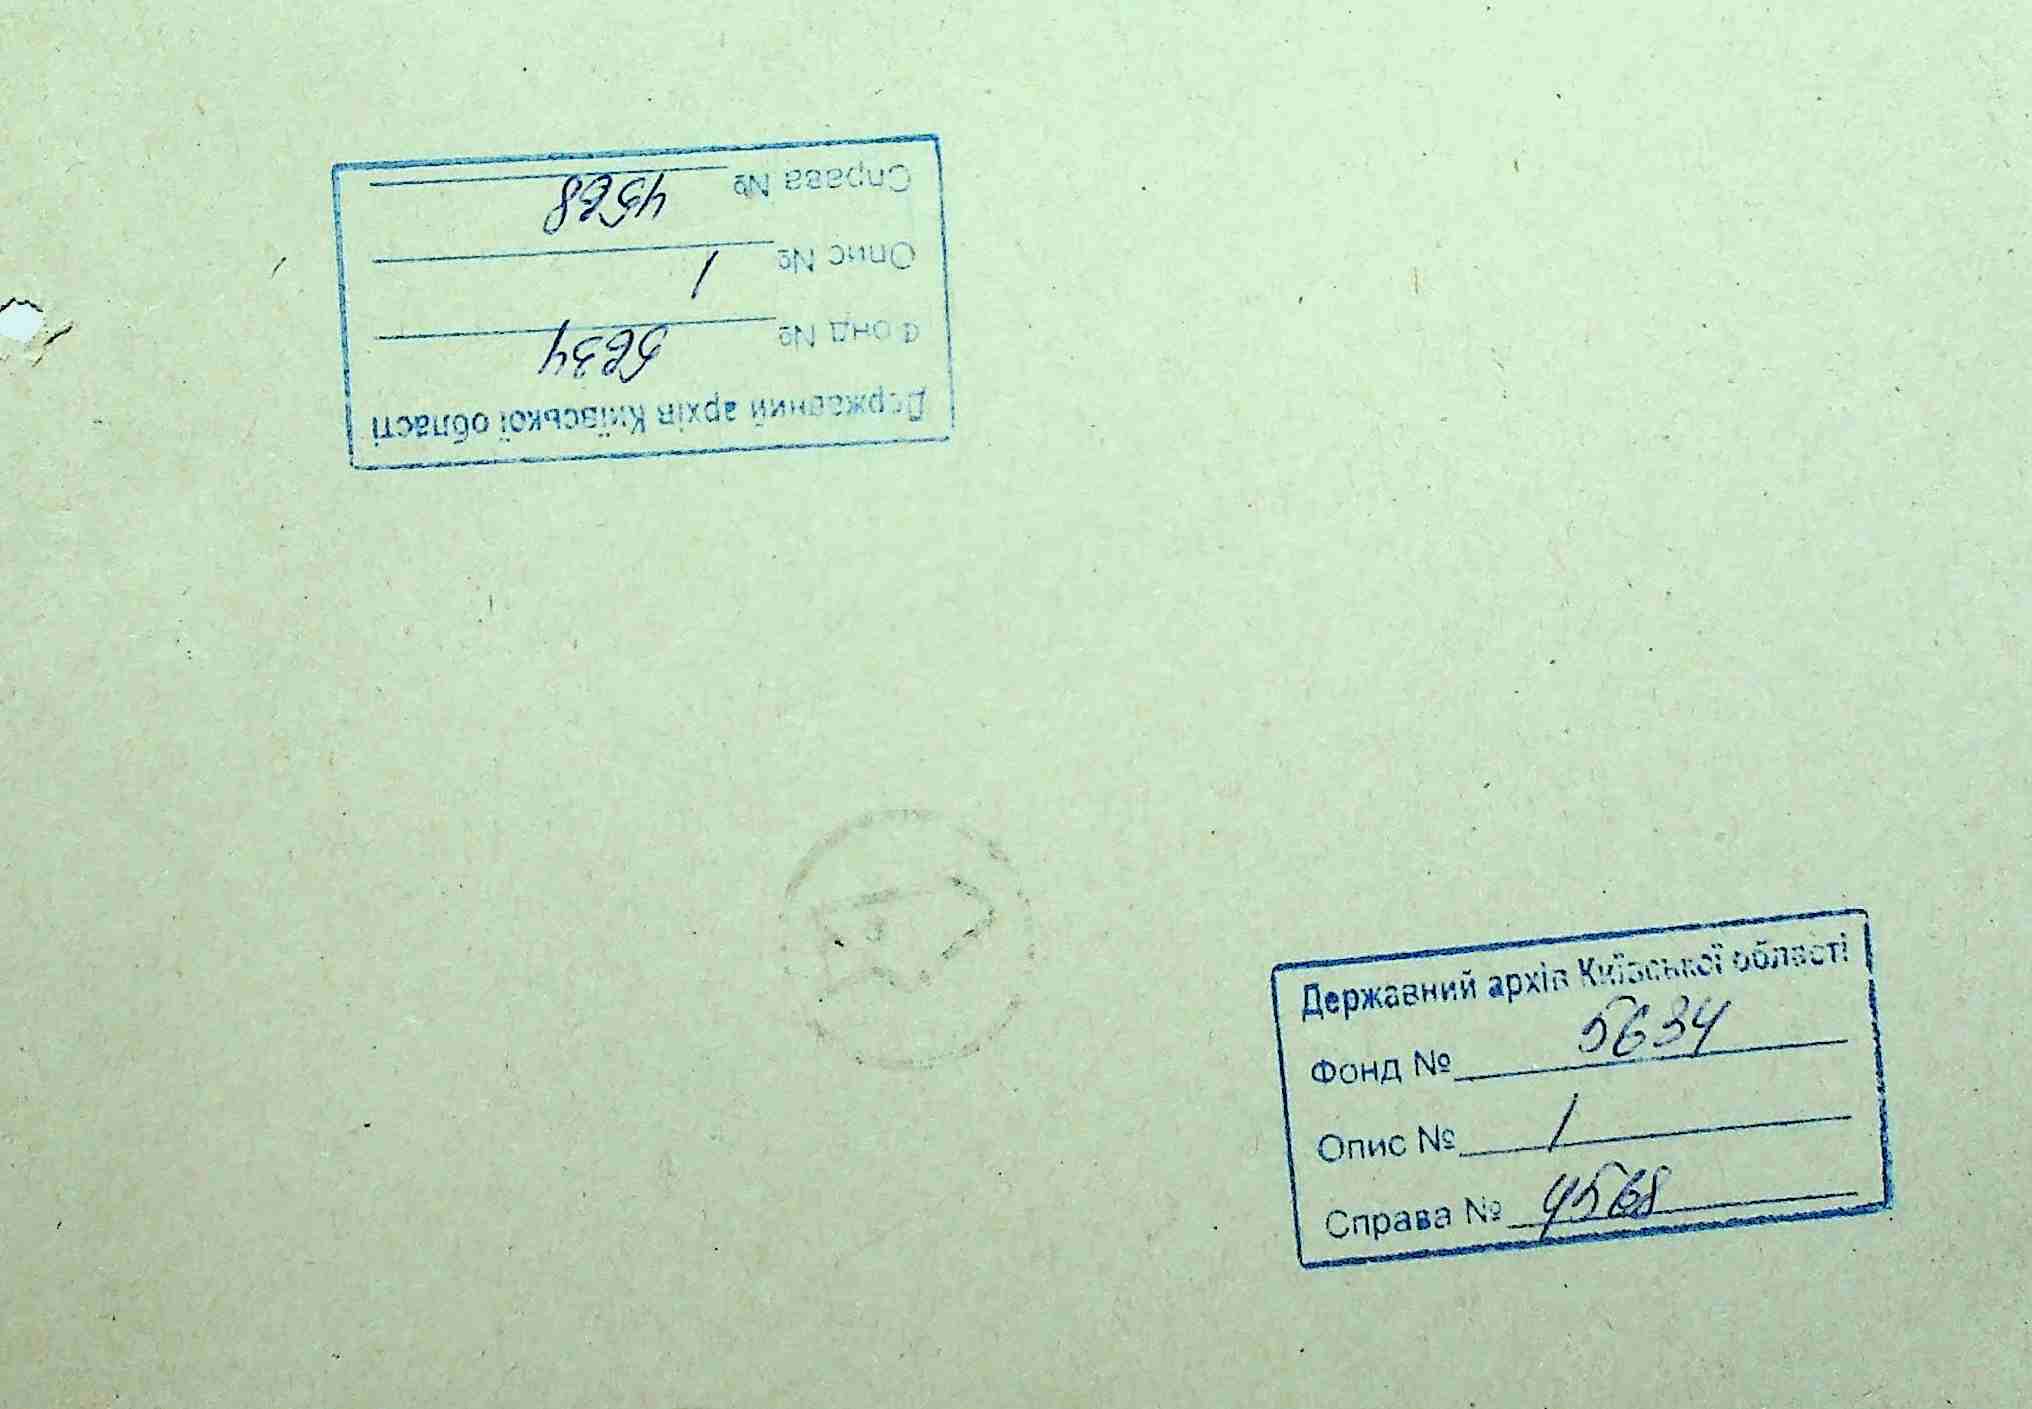 Державний архів Київської області
Фонд № 5634
Опис № 1
Справа № 4568
Державний архів Київської області
Фонд № 5634
Опис № 1
Справа № 4568